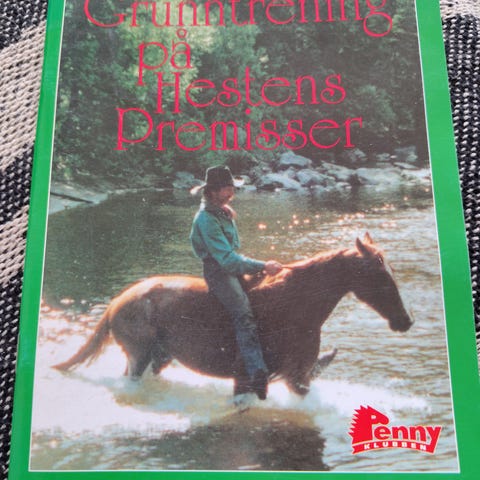 Grunntrening
på
Hestens
Premisser
Penny
KLUBBEN